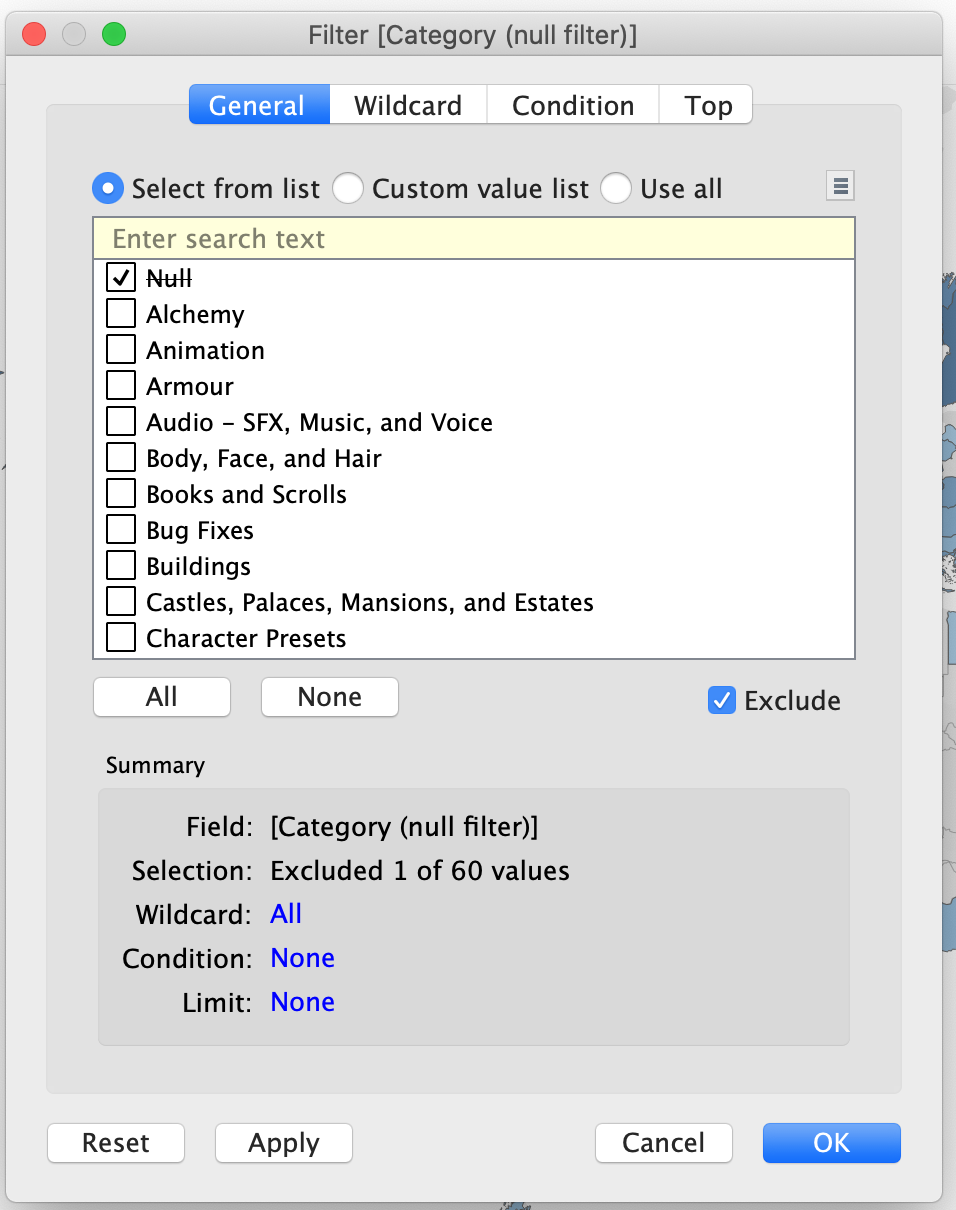 Filter [Category (null filter)]
General Wildcard Condition Top
Select from list Custom value list Use all
Enter search text
Null
Alchemy
Animation
Armour
Audio – SFX, Music, and Voice
Body, Face, and Hair
Books and Scrolls
Bug Fixes
Buildings
Castles, Palaces, Mansions, and Estates
Character Presets
All None Exclude
Summary
Field: [Category (null filter)]
Selection: Excluded 1 of 60 values
Wildcard: All
Condition: None
Limit: None
Reset Apply Cancel OK